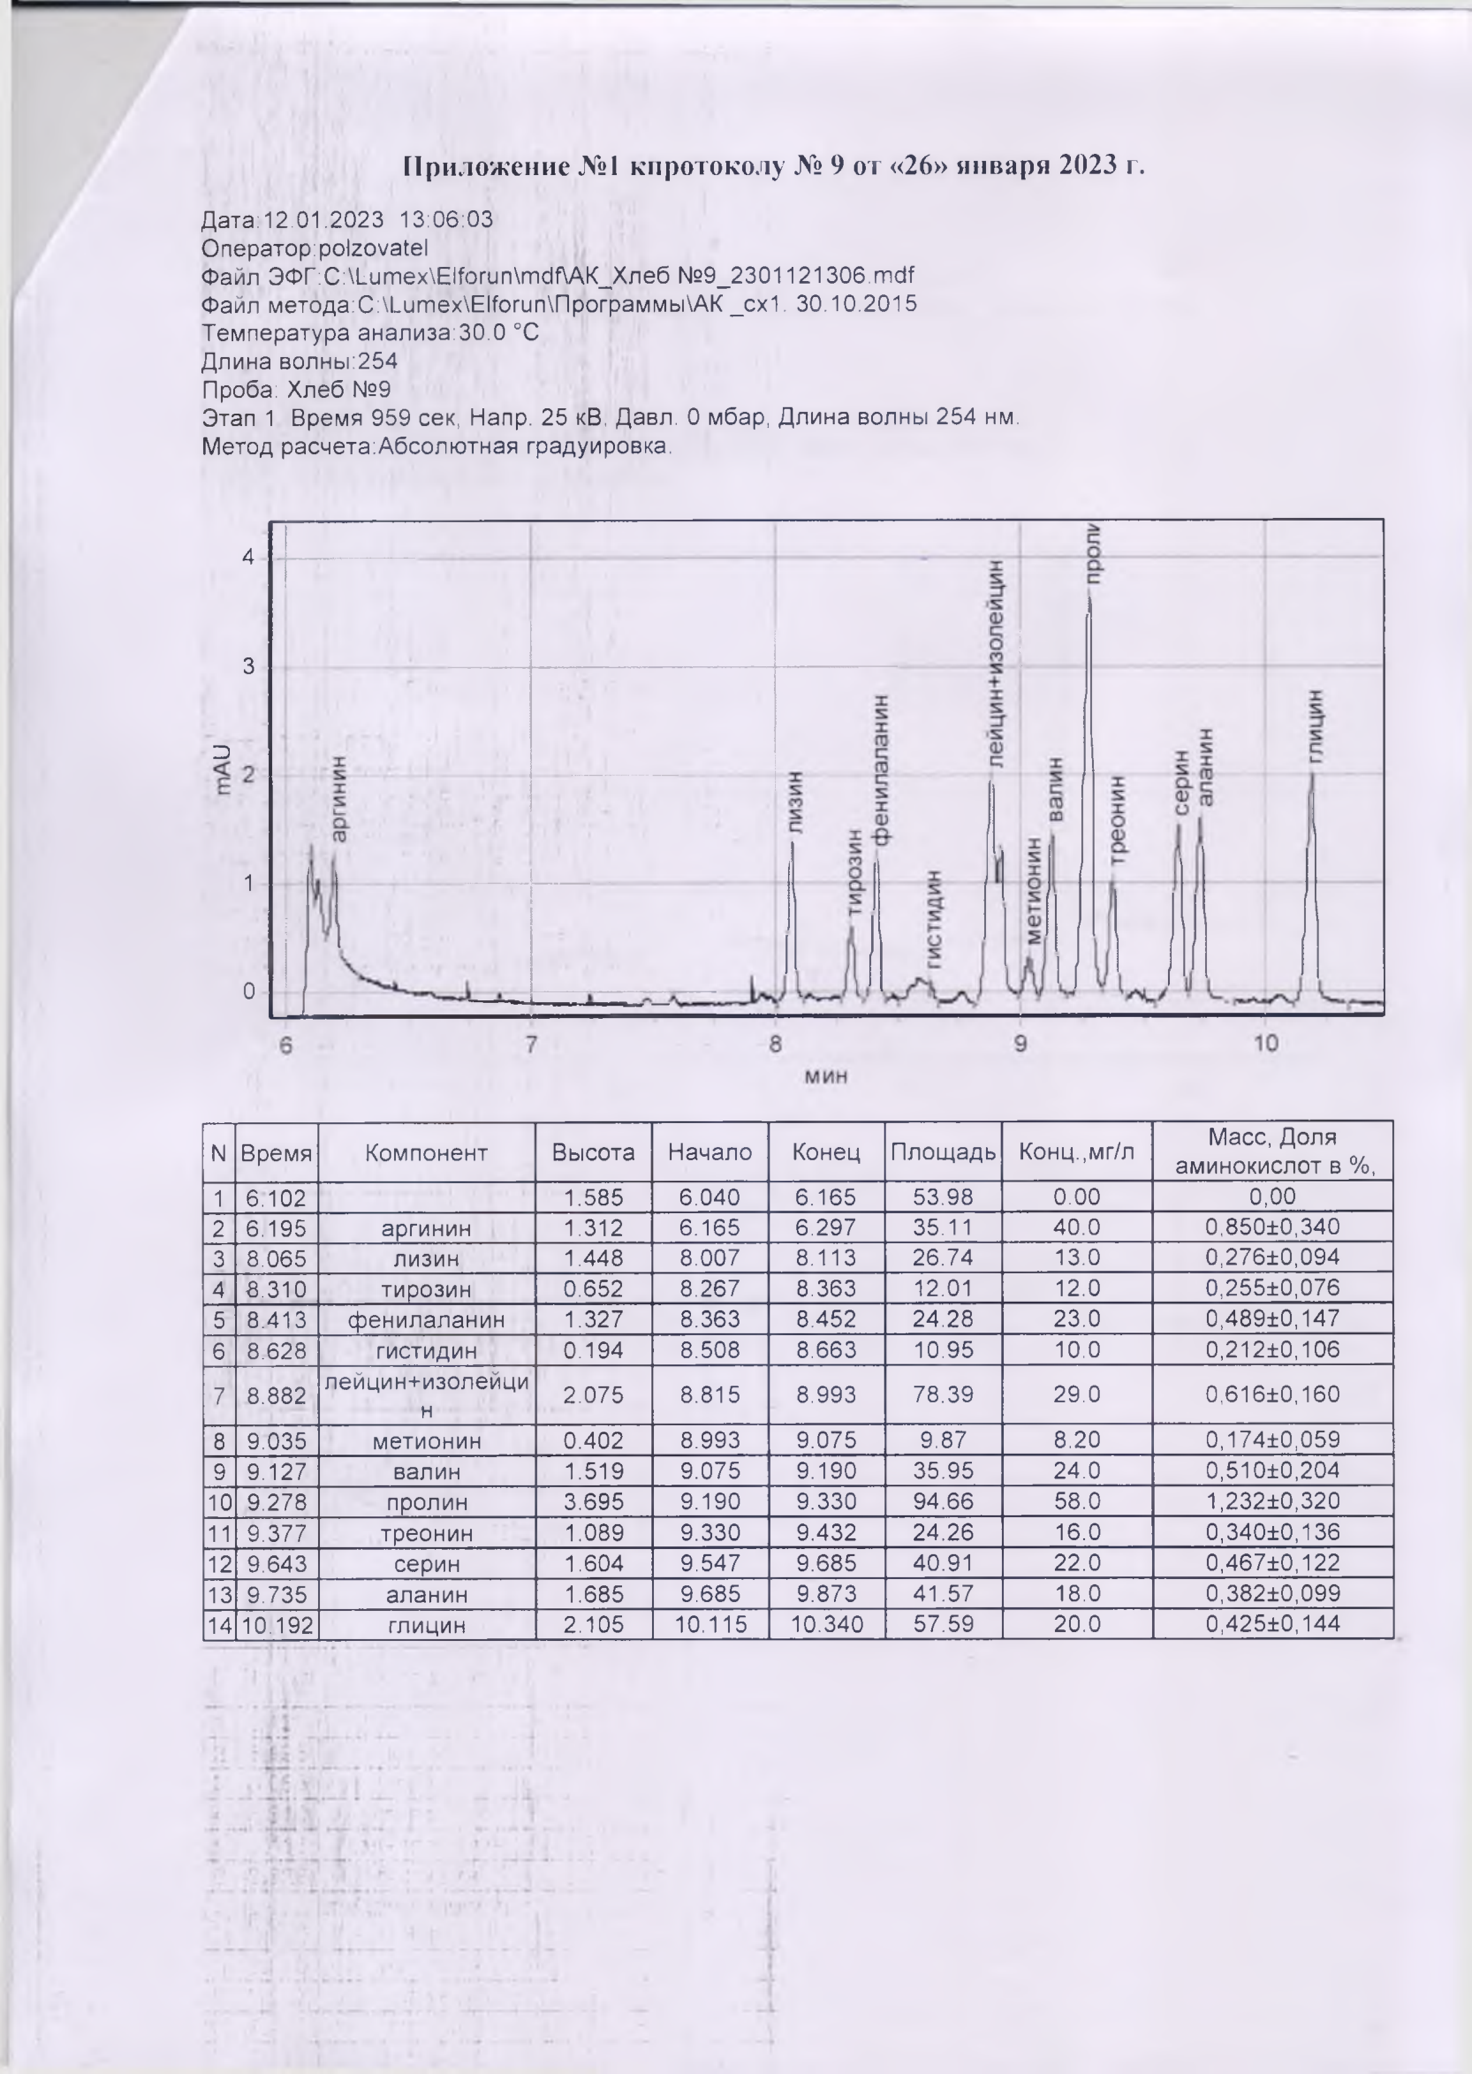 Приложение №1 кпротоколу № 9 от «26» января 2023 г.
Дата:12.01.2023 13:06:03
Оператор:polzovatel
Файл ЭФГ:C:\Lumex\Elforun\mdf\АК_Хлеб №9_2301121306.mdf
Файл метода:C:\Lumex\Elforun\Программы\АК _сх1. 30.10.2015
Температура анализа:30.0 °C
Длина волны:254
Проба: Хлеб №9
Этап 1. Время 959 сек, Напр. 25 кВ, Давл. 0 мбар, Длина волны 254 нм.
Метод расчета:Абсолютная градуировка.
mAU
4
3
2
1
0
аргинин
лизин
тирозин
фенилаланин
гистидин
лейцин+изолейцин
метионин
валин
проли
треонин
серин
аланин
глицин
6 7 8 9 10
мин
N Время Компонент Высота Начало Конец Площадь Конц.,мг/л Масс, Доля
аминокислот в %,
1 6.102 1.585 6.040 6.165 53.98 0.00 0,00
2 6.195 аргинин 1.312 6.165 6.297 35.11 40.0 0,850±0,340
3 8.065 лизин 1.448 8.007 8.113 26.74 13.0 0,276±0,094
4 8.310 тирозин 0.652 8.267 8.363 12.01 12.0 0,255±0,076
5 8.413 фенилаланин 1.327 8.363 8.452 24.28 23.0 0,489±0,147
6 8.628 гистидин 0.194 8.508 8.663 10.95 10.0 0,212±0,106
7 8.882 лейцин+изолейци
н 2.075 8.815 8.993 78.39 29.0 0,616±0,160
8 9.035 метионин 0.402 8.993 9.075 9.87 8.20 0,174±0,059
9 9.127 валин 1.519 9.075 9.190 35.95 24.0 0,510±0,204
10 9.278 пролин 3.695 9.190 9.330 94.66 58.0 1,232±0,320
11 9.377 треонин 1.089 9.330 9.432 24.26 16.0 0,340±0,136
12 9.643 серин 1.604 9.547 9.685 40.91 22.0 0,467±0,122
13 9.735 аланин 1.685 9.685 9.873 41.57 18.0 0,382±0,099
14 10.192 глицин 2.105 10.115 10.340 57.59 20.0 0,425±0,144